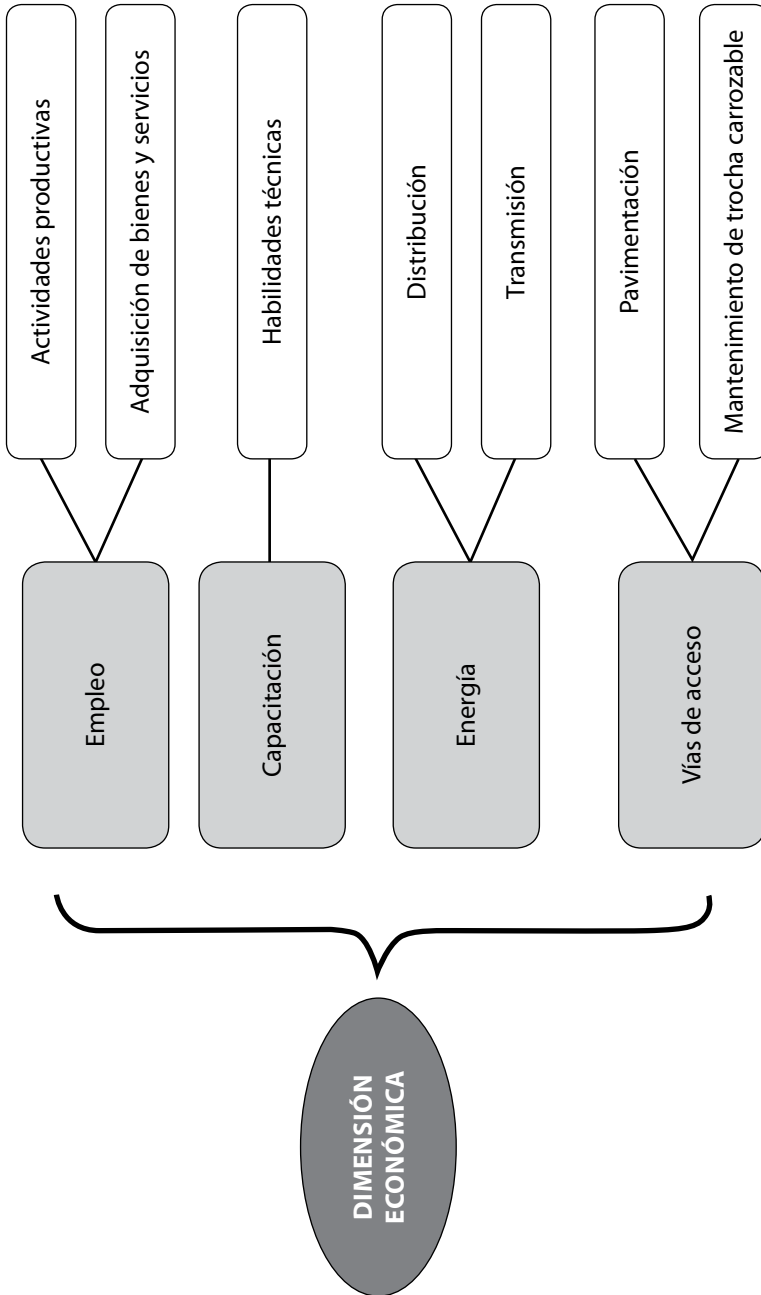 DIMENSIÓN
ECONÓMICA
Empleo
Actividades productivas
Adquisición de bienes y servicios
Capacitación
Habilidades técnicas
Energía
Distribución
Transmisión
Vías de acceso
Pavimentación
Mantenimiento de trocha carrozable